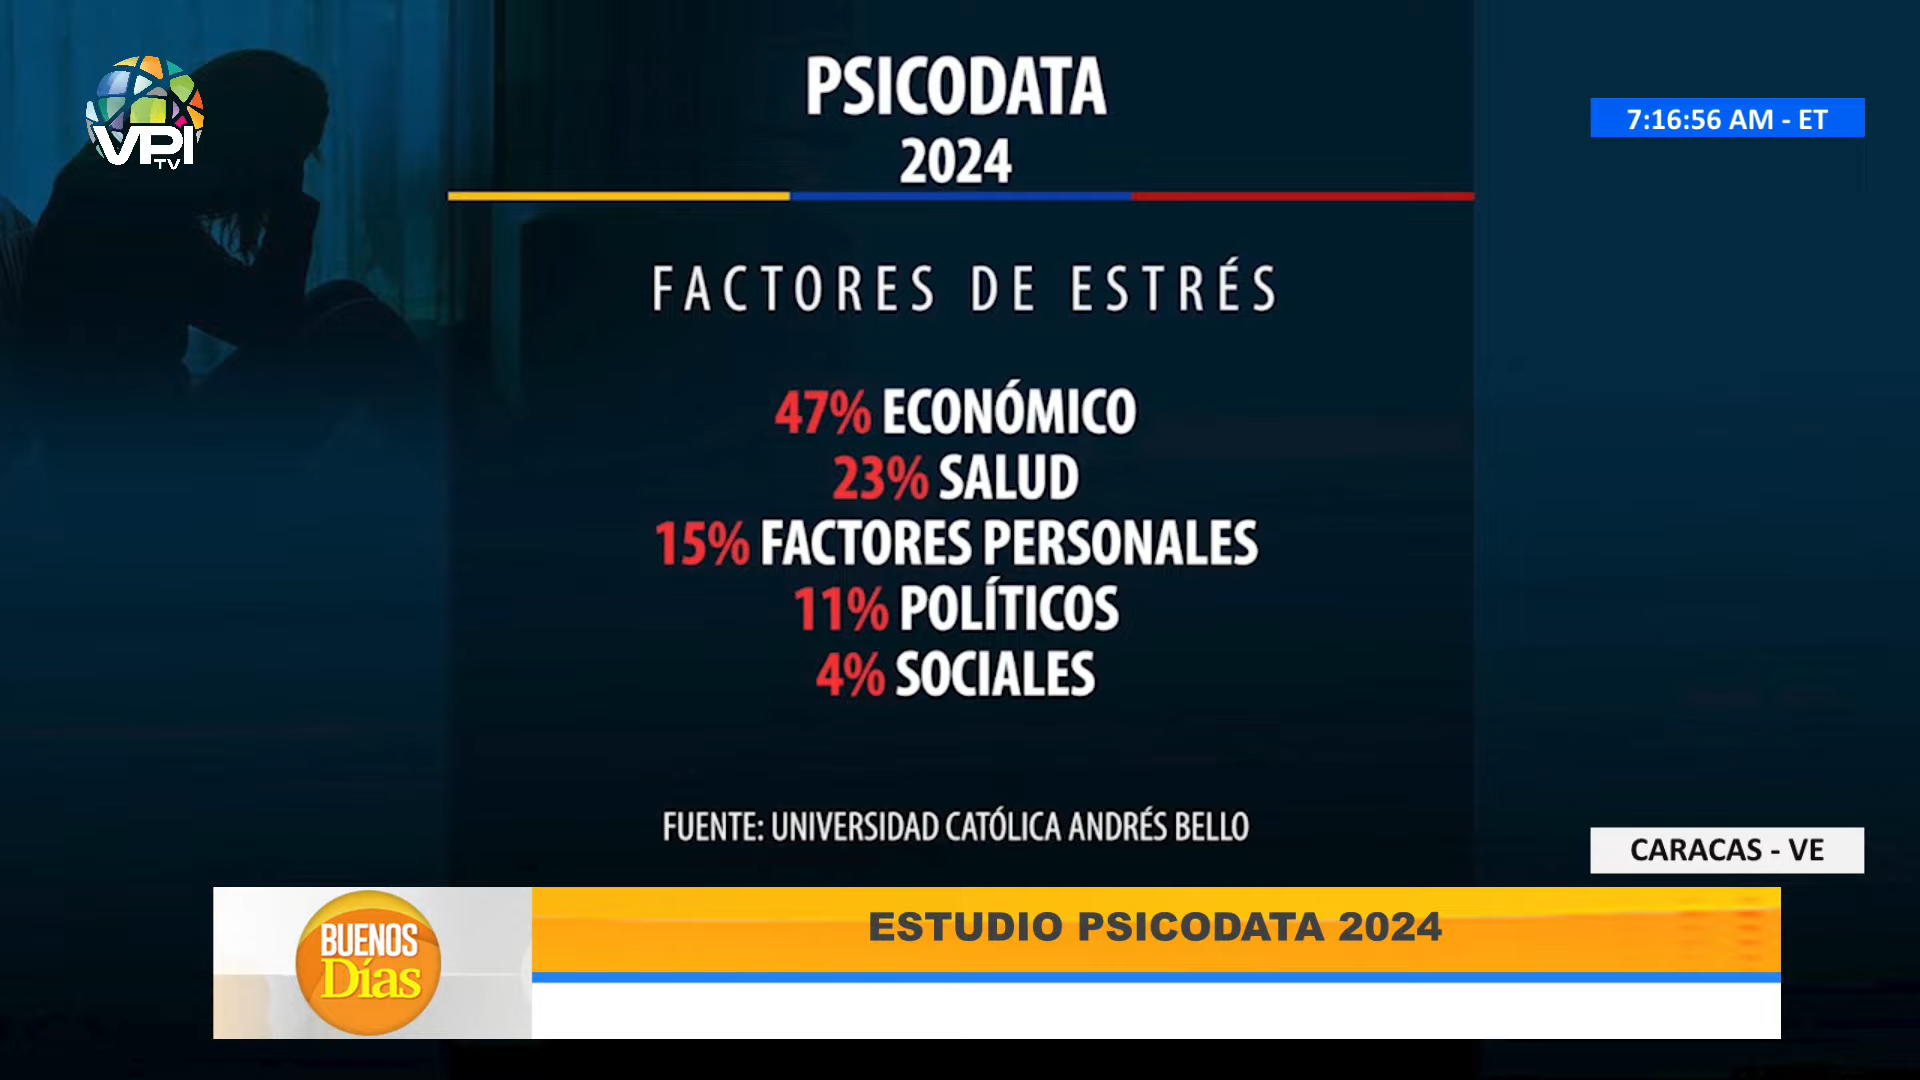 PSICODATA
2024
VPI
TV
7:16:56 AM - ET
FACTORES DE ESTRÉS
47% ECONÓMICO
23% SALUD
15% FACTORES PERSONALES
11% POLÍTICOS
4% SOCIALES
FUENTE: UNIVERSIDAD CATÓLICA ANDRÉS BELLO
CARACAS - VE
BUENOS
Días
ESTUDIO PSICODATA 2024